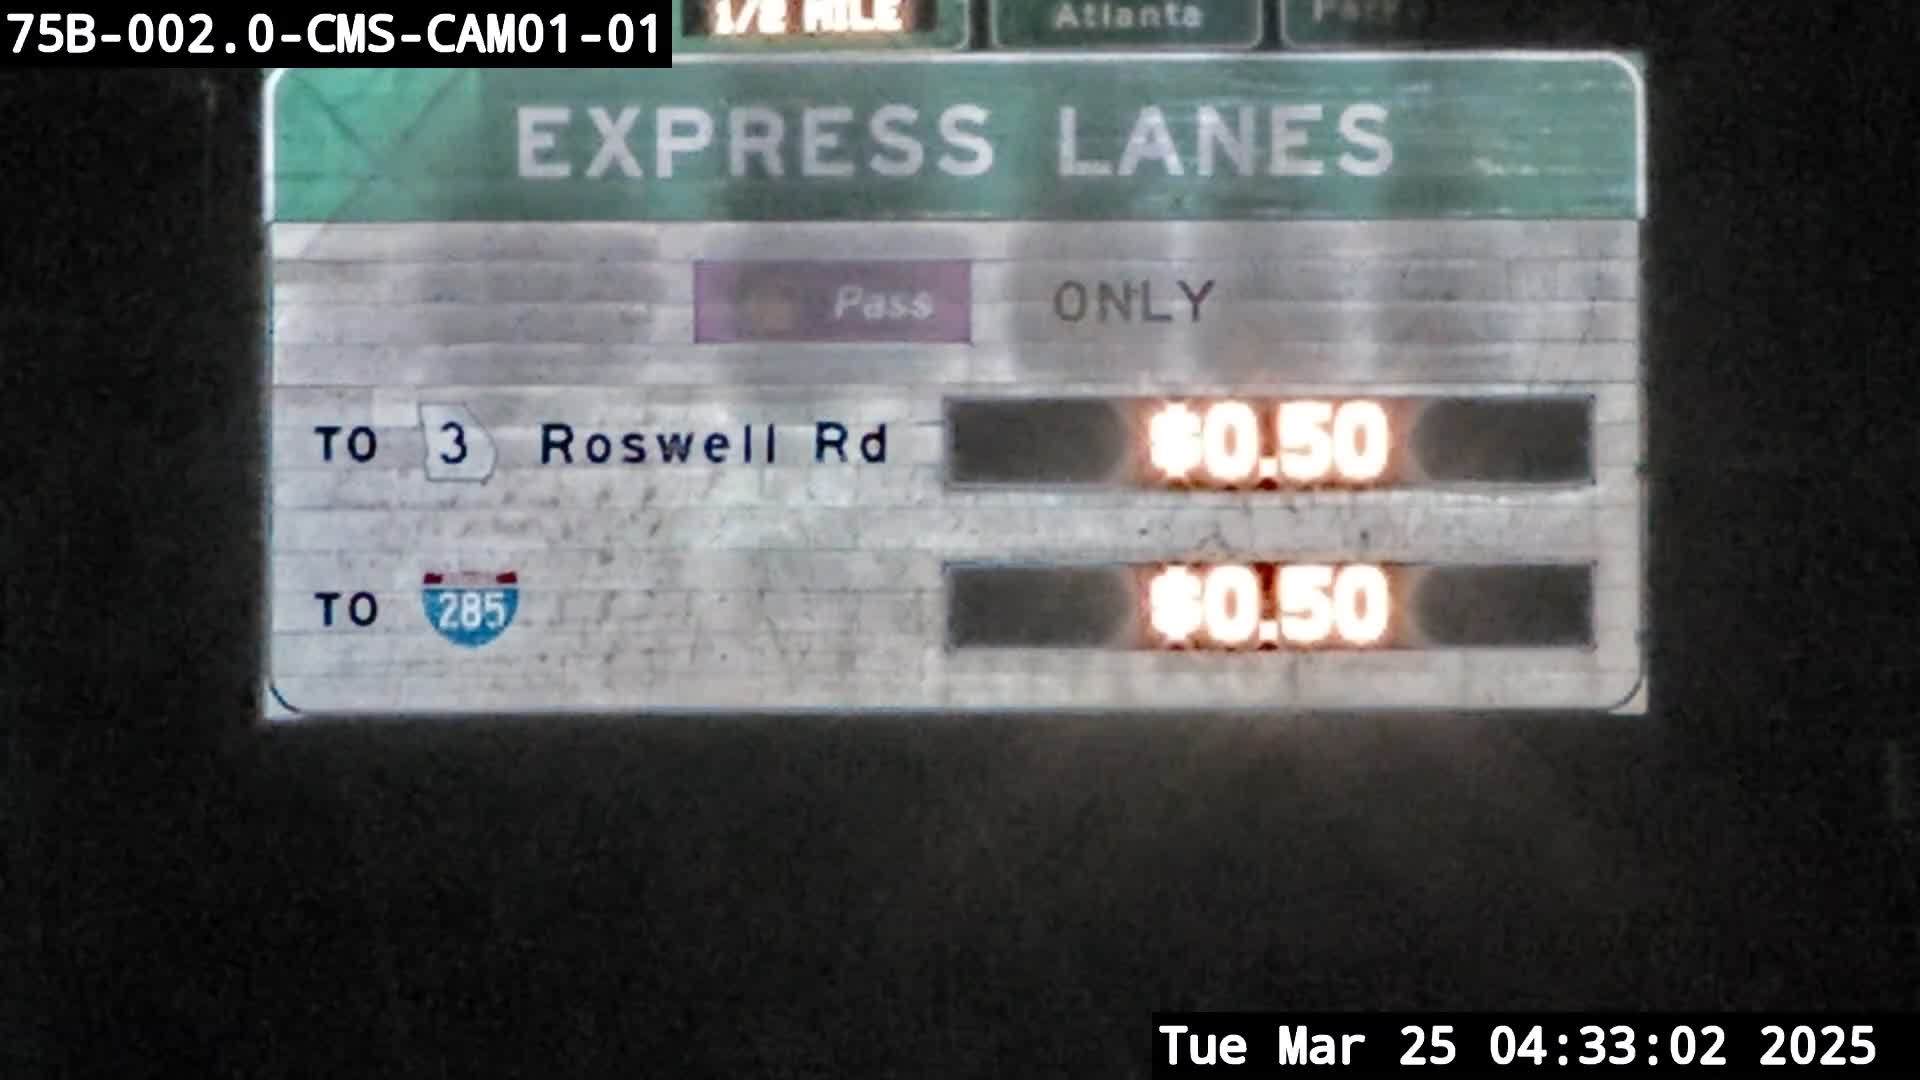 75B-002.0-CMS-CAM01-01
1/2 MILE
Atlanta
EXPRESS LANES
Pass ONLY
TO 3 Roswell Rd $0.50
TO 285 $0.50
Tue Mar 25 04:33:02 2025